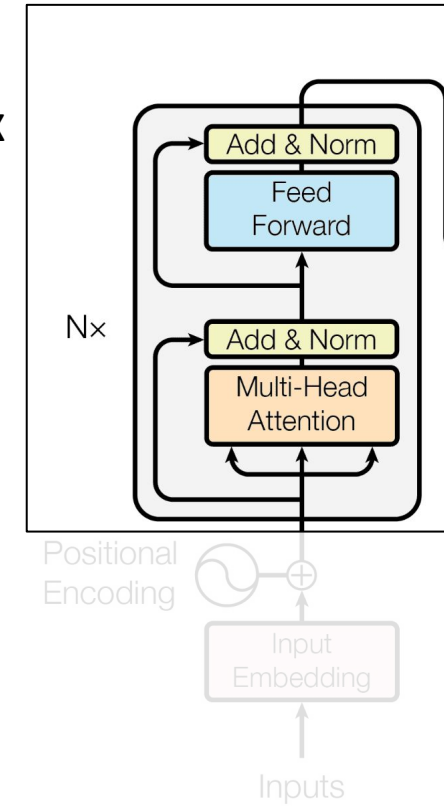 Add & Norm
Feed
Forward
N×
Add & Norm
Multi-Head
Attention
Positional
Encoding
Input
Embedding
Inputs